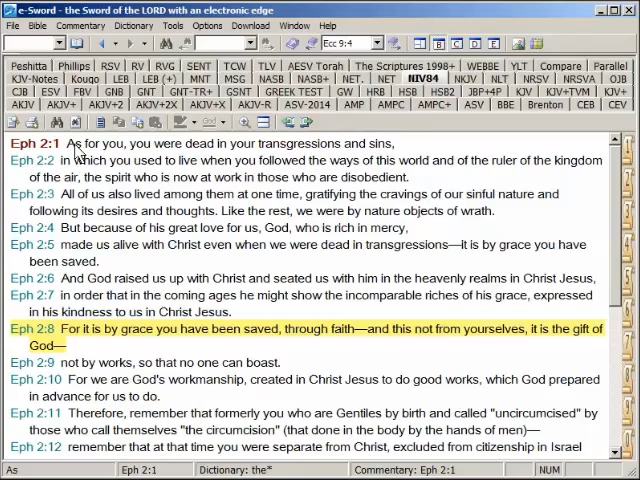 e-Sword - the Sword of the LORD with an electronic edge
File Bible Commentary Dictionary Tools Options Download Window Help
Ecc 9:4
B C D E
Peshitta Phillips RSV RV RVG SENT TCW TLV AESV Torah The Scriptures 1998+ WEBBE YLT Compare Parallel
KJV-Notes LEB LEB (+) MNT MSG NASB NASB+ NET. NET NIV84 NKJV NLT NRSV NRSVA OJB
CJB ESV FBV GNB GNT GNT-TR+ GSNT GREEK TEST GW HRB HSB HSB2 JBP+4P KJV KJV+TVM KJV+
AKJV AKJV+ AKJV+2 AKJV+2X AKJV+X AKJV-R ASV-2014 AMP AMPC AMPC+ ASV ABS BBE Brenton CEB CEV
Eph 2:1 As for you, you were dead in your transgressions and sins,
Eph 2:2 in which you used to live when you followed the ways of this world and of the ruler of the kingdom
of the air, the spirit who is now at work in those who are disobedient.
Eph 2:3 All of us also lived among them at one time, gratifying the cravings of our sinful nature and
following its desires and thoughts. Like the rest, we were by nature objects of wrath.
Eph 2:4 But because of his great love for us, God, who is rich in mercy,
Eph 2:5 made us alive with Christ even when we were dead in transgressions—it is by grace you have
been saved.
Eph 2:6 And God raised us up with Christ and seated us with him in the heavenly realms in Christ Jesus,
Eph 2:7 in order that in the coming ages he might show the incomparable riches of his grace, expressed
in his kindness to us in Christ Jesus.
Eph 2:8 For it is by grace you have been saved, through faith—and this not from yourselves, it is the gift of
God—
Eph 2:9 not by works, so that no one can boast.
Eph 2:10 For we are God's workmanship, created in Christ Jesus to do good works, which God prepared
in advance for us to do.
Eph 2:11 Therefore, remember that formerly you who are Gentiles by birth and called "uncircumcised" by
those who call themselves "the circumcision" (that done in the body by the hands of men)—
Eph 2:12 remember that at that time you were separate from Christ, excluded from citizenship in Israel
As Eph 2:1 Dictionary: the* Commentary: Eph 2:1 NUM